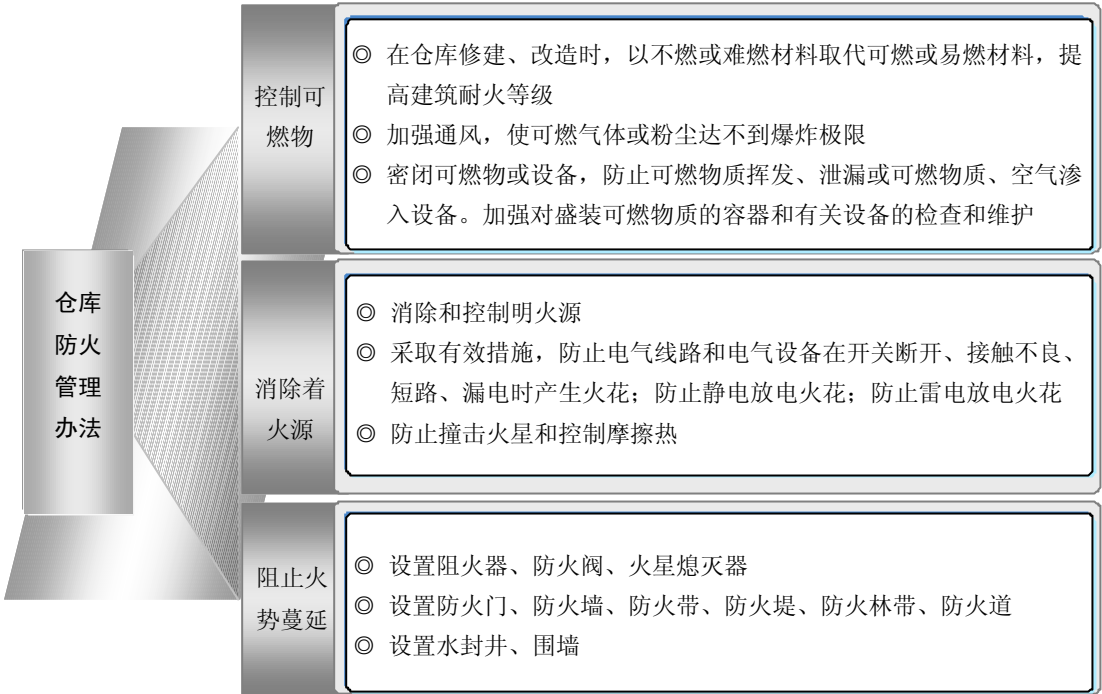 仓库
防火
管理
办法
控制可
燃物
◎ 在仓库修建、改造时，以不燃或难燃材料取代可燃或易燃材料，提
高建筑耐火等级
◎ 加强通风，使可燃气体或粉尘达不到爆炸极限
◎ 密闭可燃物或设备，防止可燃物质挥发、泄漏或可燃物质、空气渗
入设备。加强对盛装可燃物质的容器和有关设备的检查和维护
消除着
火源
◎ 消除和控制明火源
◎ 采取有效措施，防止电气线路和电气设备在开关断开、接触不良、
短路、漏电时产生火花；防止静电放电火花；防止雷电放电火花
◎ 防止撞击火星和控制摩擦热
阻止火
势蔓延
◎ 设置阻火器、防火阀、火星熄灭器
◎ 设置防火门、防火墙、防火带、防火堤、防火林带、防火道
◎ 设置水封井、围墙